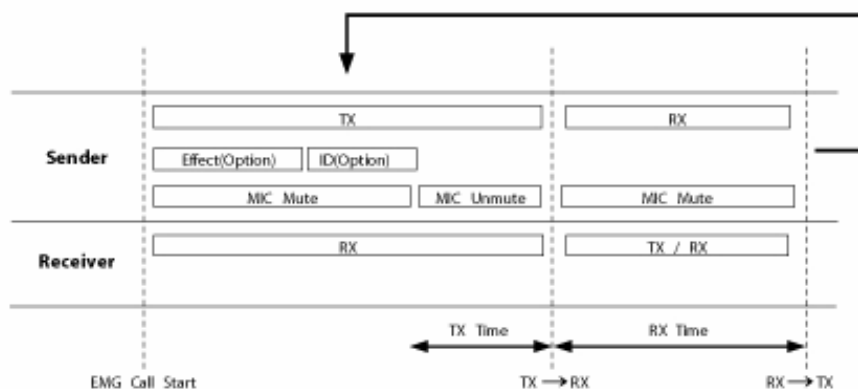 TX RX
Sender Effect(Option) ID(Option)
MIC Mute MIC Unmute MIC Mute
RX TX / RX
Receiver
TX Time RX Time
EMG Call Start TX → RX RX → TX